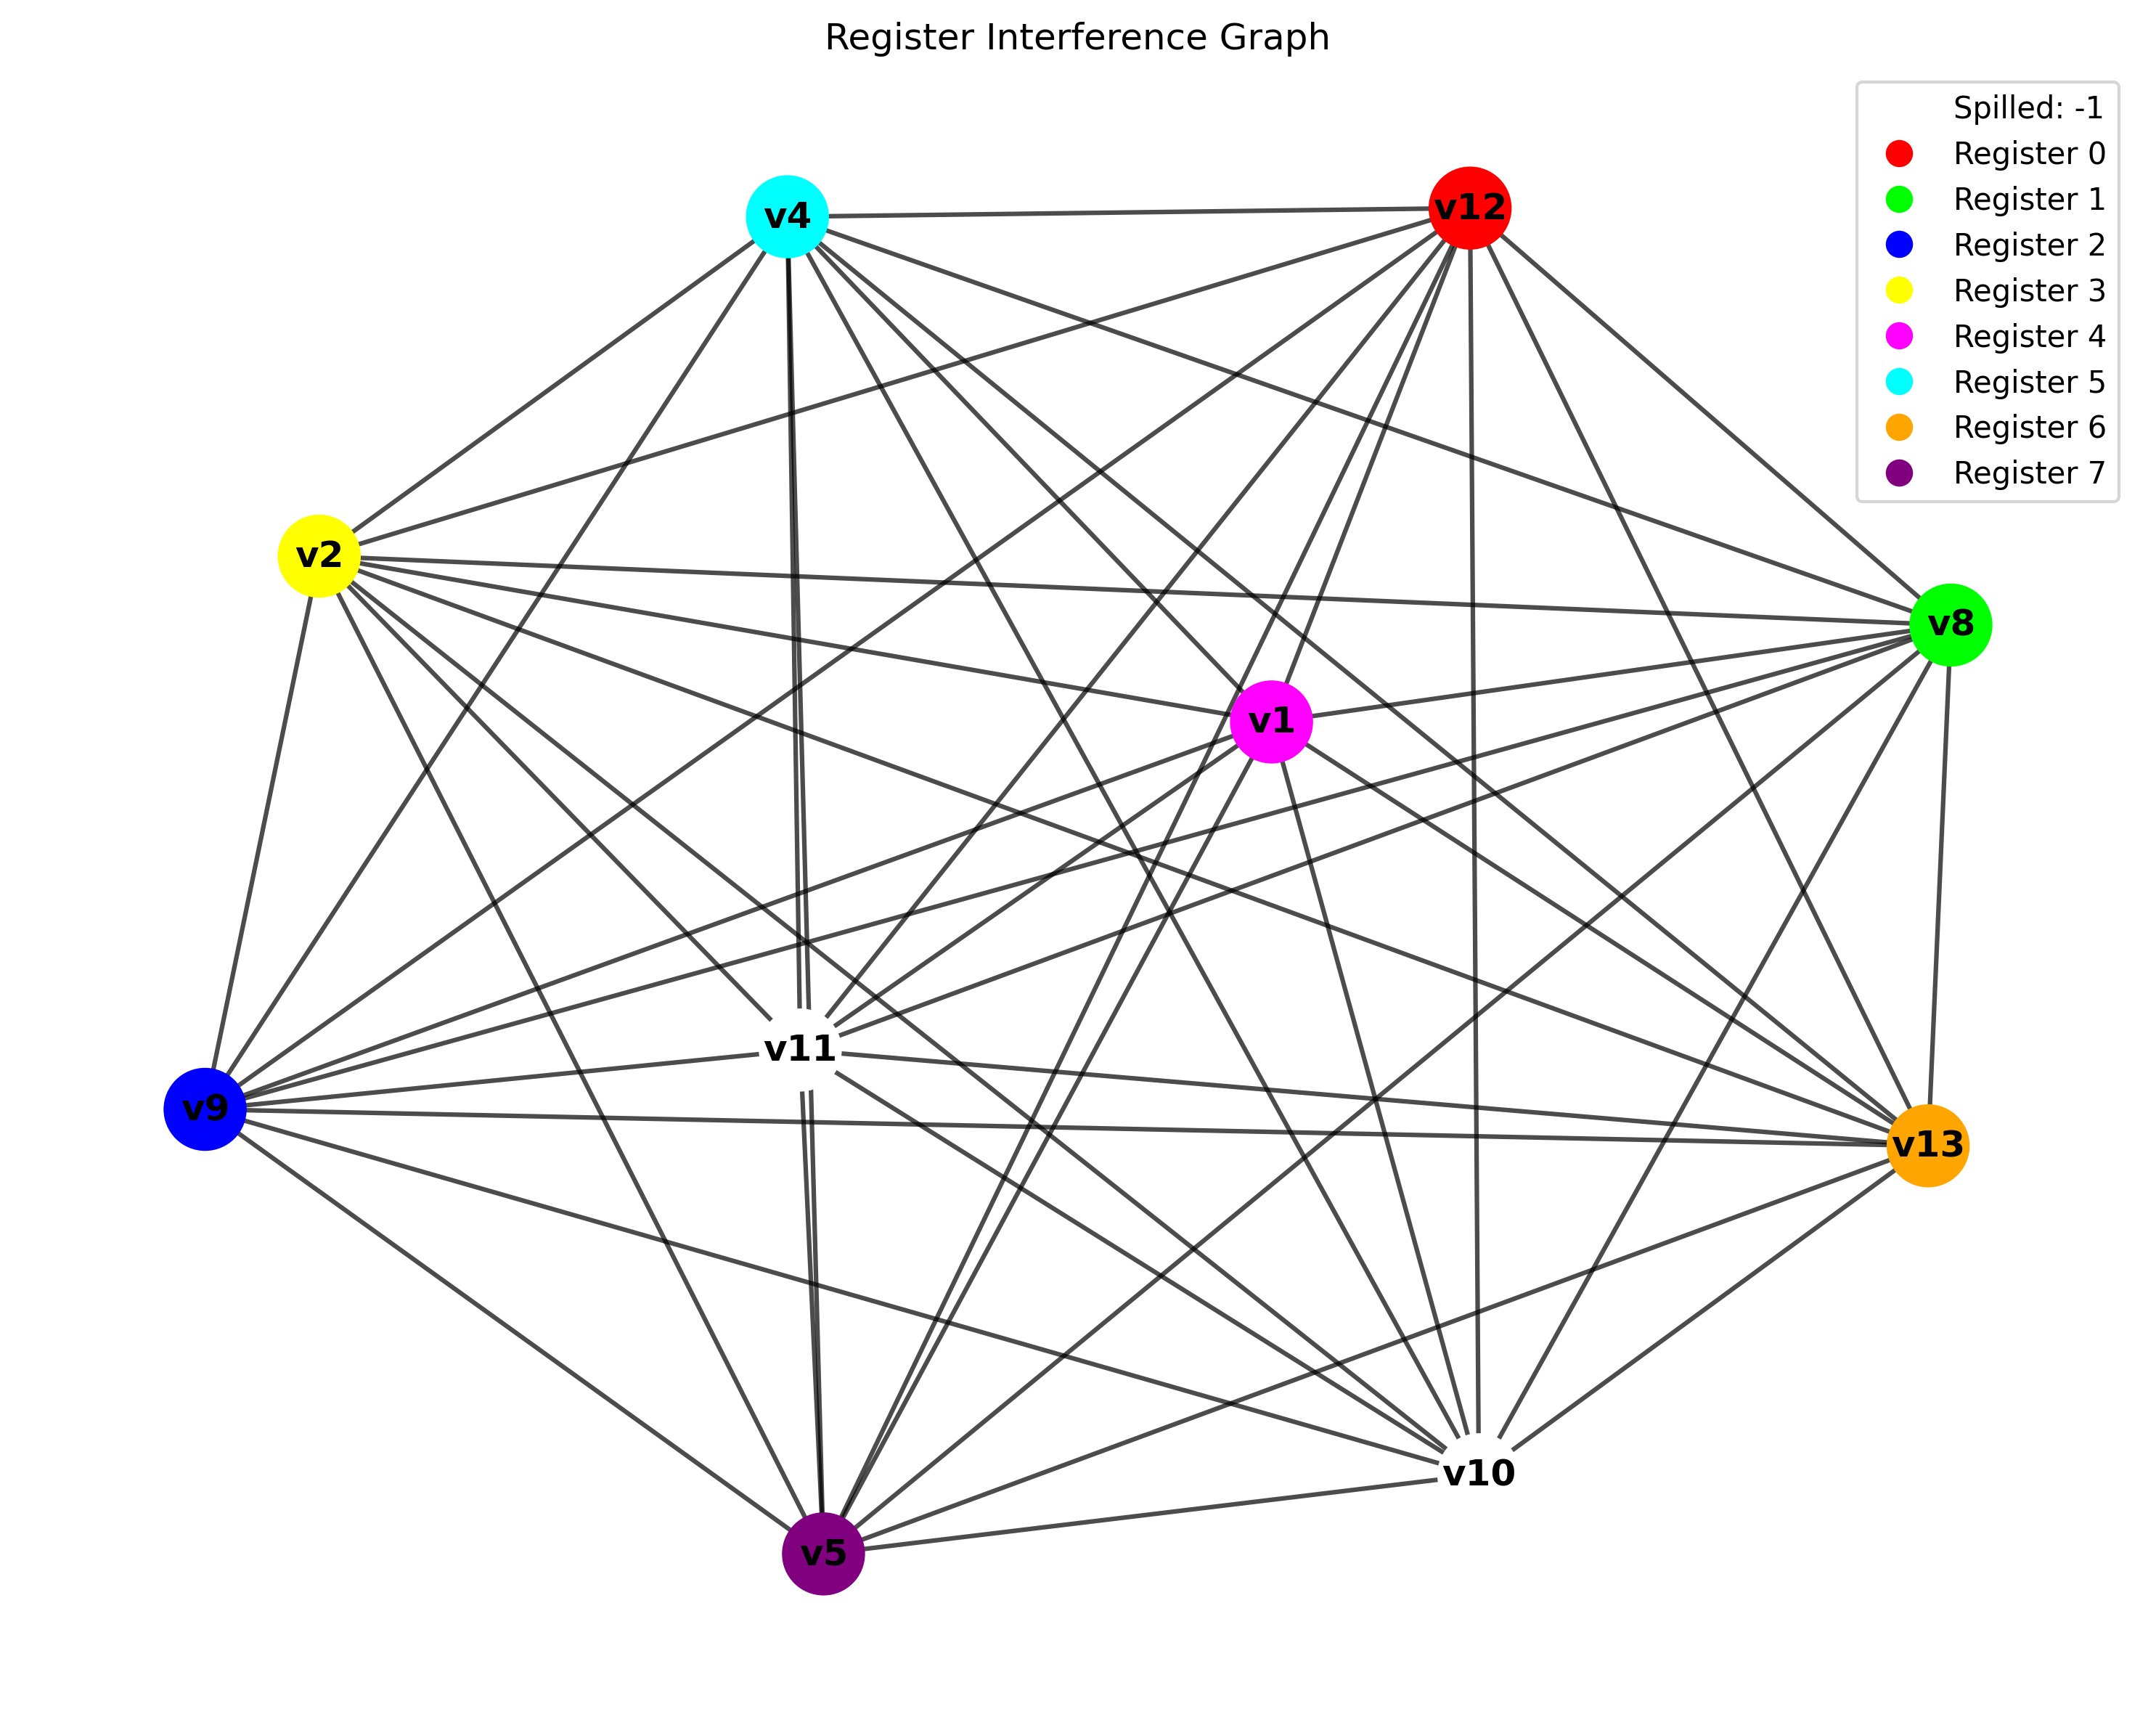 Register Interference Graph
Spilled: -1
Register 0
Register 1
Register 2
Register 3
Register 4
Register 5
Register 6
Register 7
v12
v4
v2
v8
v1
v11
v9
v13
v10
v5